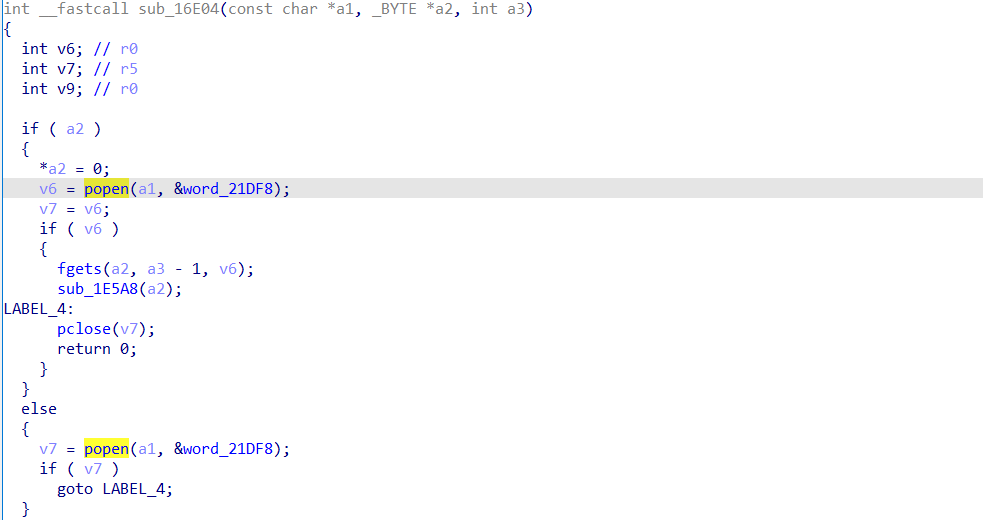 int __fastcall sub_16E04(const char *a1, _BYTE *a2, int a3)
{
  int v6; // r0
  int v7; // r5
  int v9; // r0

  if ( a2 )
  {
    *a2 = 0;
    v6 = popen(a1, &word_21DF8);
    v7 = v6;
    if ( v6 )
    {
      fgets(a2, a3 - 1, v6);
      sub_1E5A8(a2);
LABEL_4:
      pclose(v7);
      return 0;
    }
  }
  else
  {
    v7 = popen(a1, &word_21DF8);
    if ( v7 )
      goto LABEL_4;
  }